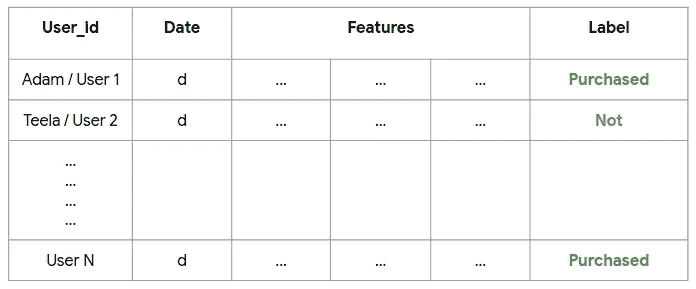 User_id Date Features Label
Adam / User 1 d ... ... ... Purchased
Teela / User 2 d ... ... ... Not
...
...
...
...
User N d ... ... ... Purchased